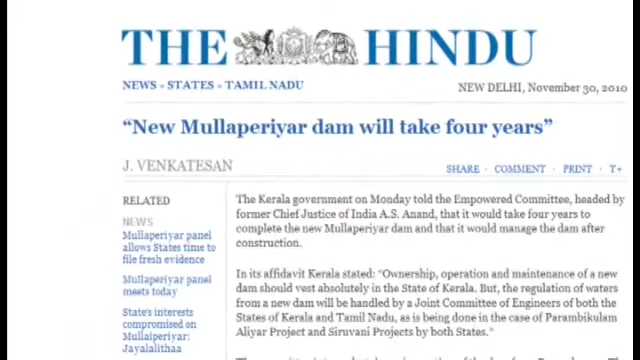 THE HINDU
NEWS » STATES » TAMIL NADU
NEW DELHI, November 30, 2010
“New Mullaperiyar dam will take four years”
J. VENKATESAN
SHARE · COMMENT · PRINT · T+
RELATED
NEWS
Mullaperiyar panel
allows States time to
file fresh evidence
Mullaperiyar panel
meets today
State's interests
compromised on
Mullaiperiyar:
Jayalalithaa
The Kerala government on Monday told the Empowered Committee, headed by
former Chief Justice of India A.S. Anand, that it would take four years to
complete the new Mullaperiyar dam and that it would manage the dam after
construction.
In its affidavit Kerala stated: “Ownership, operation and maintenance of a new
dam should vest absolutely in the State of Kerala. But, the regulation of waters
from a new dam will be handled by a Joint Committee of Engineers of both the
States of Kerala and Tamil Nadu, as is being done in the case of Parambikulam
Aliyar Project and Siruvani Projects by both States.”